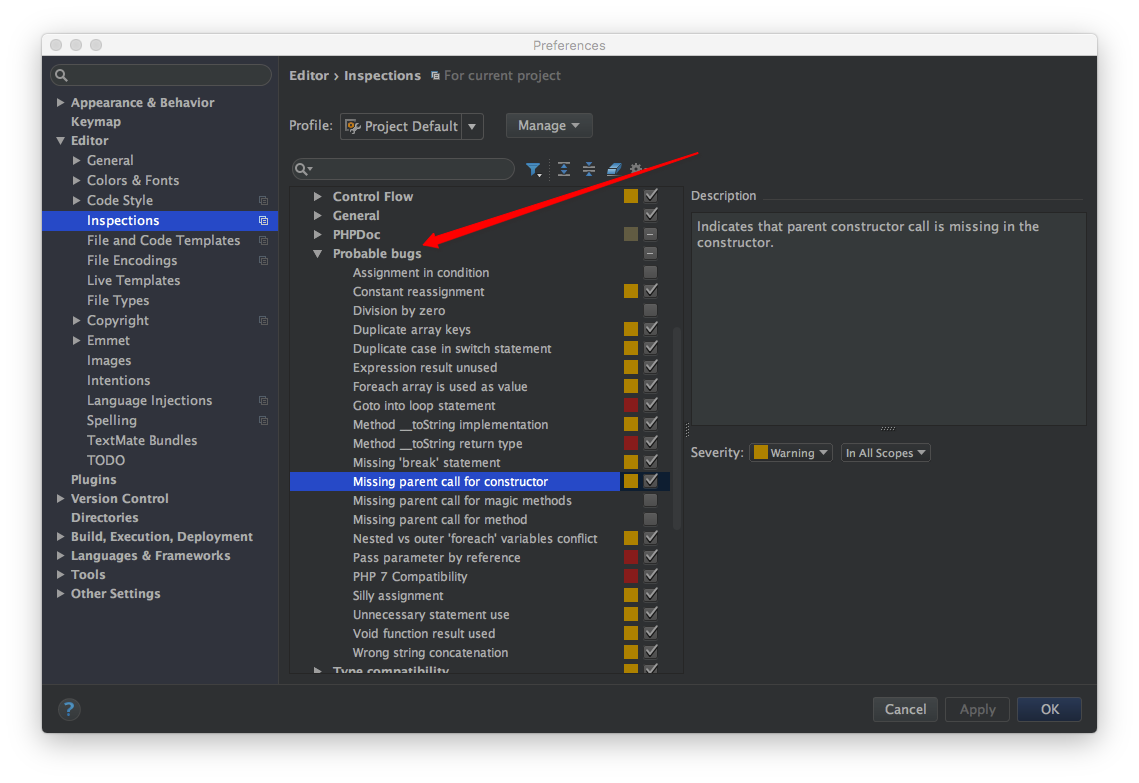 Preferences
Appearance & Behavior
Keymap
Editor
General
Colors & Fonts
Code Style
Inspections
File and Code Templates
File Encodings
Live Templates
File Types
Copyright
Emmet
Images
Intentions
Language Injections
Spelling
TextMate Bundles
TODO
Plugins
Version Control
Directories
Build, Execution, Deployment
Languages & Frameworks
Tools
Other Settings
?
Editor › Inspections For current project
Profile: Project Default Manage
Control Flow
General
PHPDoc
Probable bugs
Assignment in condition
Constant reassignment
Division by zero
Duplicate array keys
Duplicate case in switch statement
Expression result unused
Foreach array is used as value
Goto into loop statement
Method __toString implementation
Method __toString return type
Missing 'break' statement
Missing parent call for constructor
Missing parent call for magic methods
Missing parent call for method
Nested vs outer 'foreach' variables conflict
Pass parameter by reference
PHP 7 Compatibility
Silly assignment
Unnecessary statement use
Void function result used
Wrong string concatenation
Type compatibility
Description
Indicates that parent constructor call is missing in the
constructor.
Severity: Warning In All Scopes
Cancel Apply OK